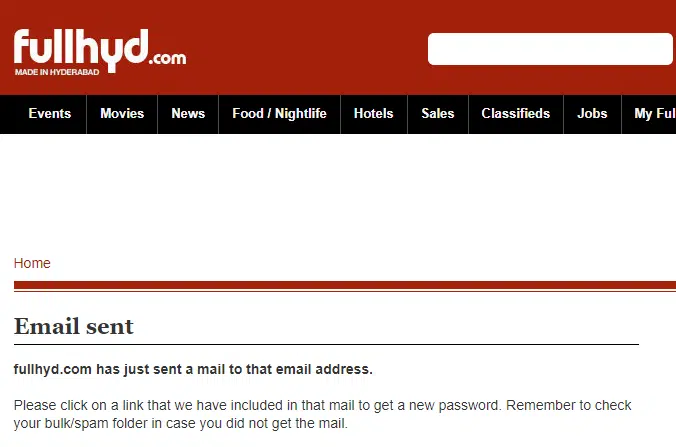 fullhyd.com
MADE IN HYDERABAD
Events Movies News Food / Nightlife Hotels Sales Classifieds Jobs My Ful
Home
Email sent
fullhyd.com has just sent a mail to that email address.
Please click on a link that we have included in that mail to get a new password. Remember to check
your bulk/spam folder in case you did not get the mail.